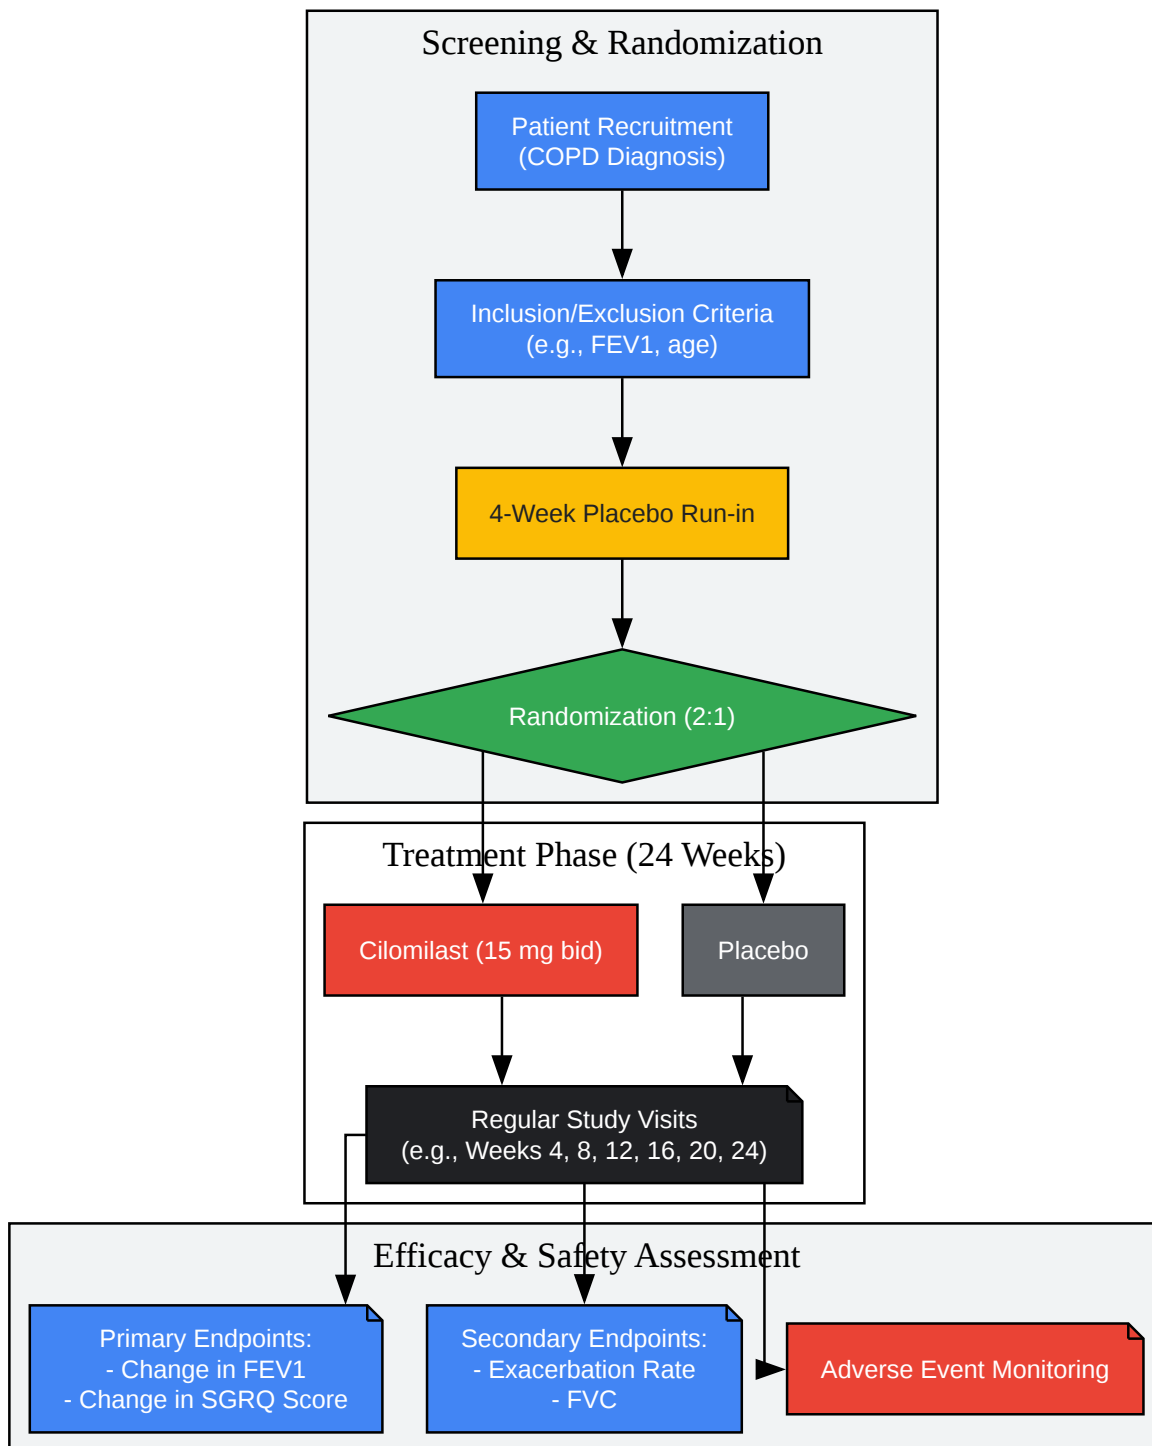 Screening & Randomization
Patient Recruitment
(COPD Diagnosis)
Inclusion/Exclusion Criteria
(e.g., FEV1, age)
4-Week Placebo Run-in
Randomization (2:1)
Treatment Phase (24 Weeks)
Cilomilast (15 mg bid)
Placebo
Regular Study Visits
(e.g., Weeks 4, 8, 12, 16, 20, 24)
Efficacy & Safety Assessment
Primary Endpoints:
- Change in FEV1
- Change in SGRQ Score
Secondary Endpoints:
- Exacerbation Rate
- FVC
Adverse Event Monitoring